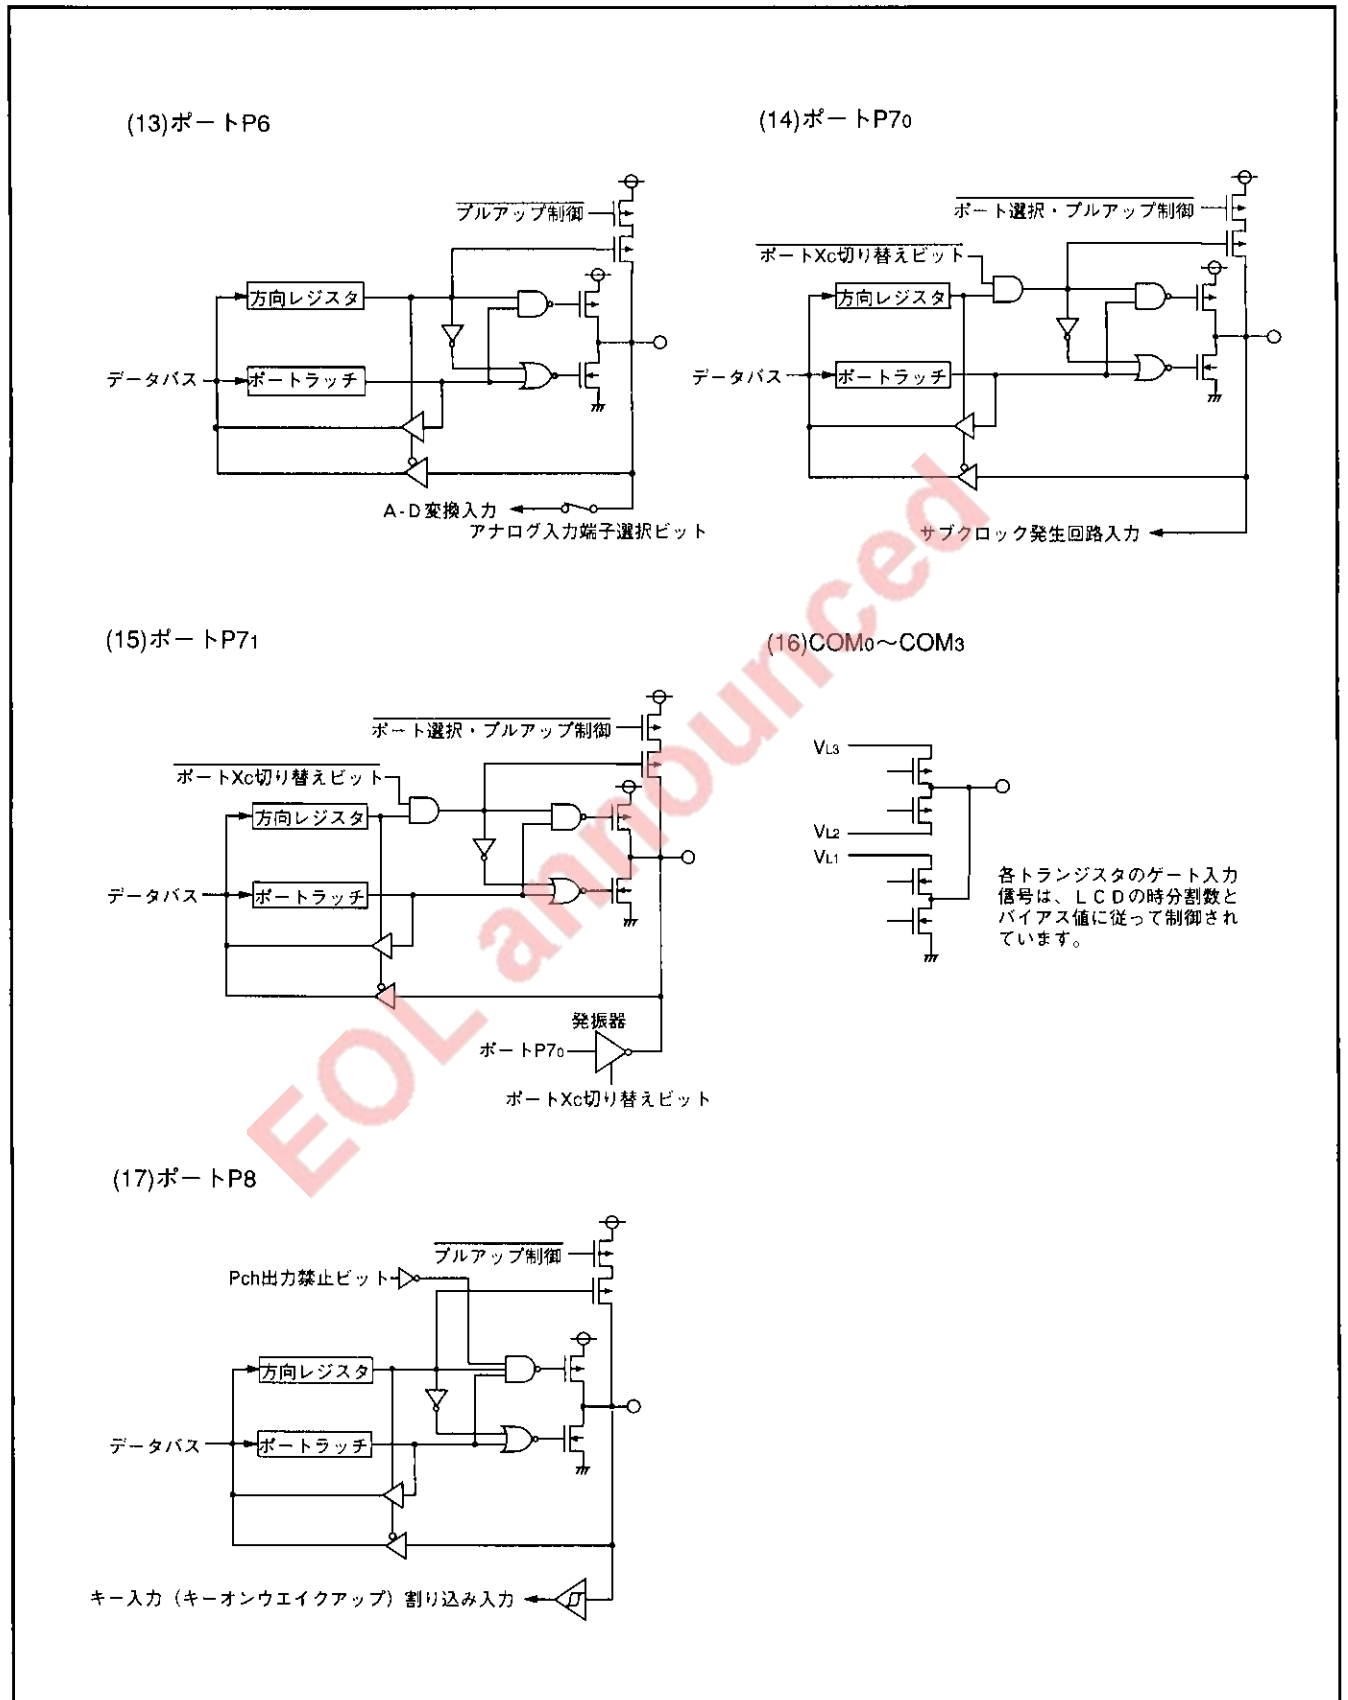 (13)ポートP6
プルアップ制御
方向レジスタ
データバス
ポートラッチ
A-D変換入力
アナログ入力端子選択ビット
(14)ポートP70
ポート選択・プルアップ制御
ポートXc切り替えビット
方向レジスタ
データバス
ポートラッチ
サブクロック発生回路入力
(15)ポートP71
ポート選択・プルアップ制御
ポートXc切り替えビット
方向レジスタ
データバス
ポートラッチ
発振器
ポートP70
ポートXc切り替えビット
(16)COM0~COM3
VL3
VL2
VL1
各トランジスタのゲート入力
信号は、LCDの時分割数と
バイアス値に従って制御され
ています。
(17)ポートP8
プルアップ制御
Pch出力禁止ビット
方向レジスタ
データバス
ポートラッチ
キー入力(キーオンウエイクアップ)割り込み入力
EOL announced